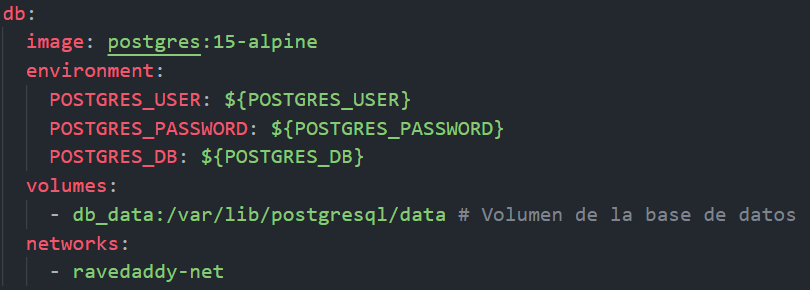 db:
image: postgres:15-alpine
environment:
POSTGRES_USER: ${POSTGRES_USER}
POSTGRES_PASSWORD: ${POSTGRES_PASSWORD}
POSTGRES_DB: ${POSTGRES_DB}
volumes:
- db_data:/var/lib/postgresql/data # Volumen de la base de datos
networks:
- ravedaddy-net